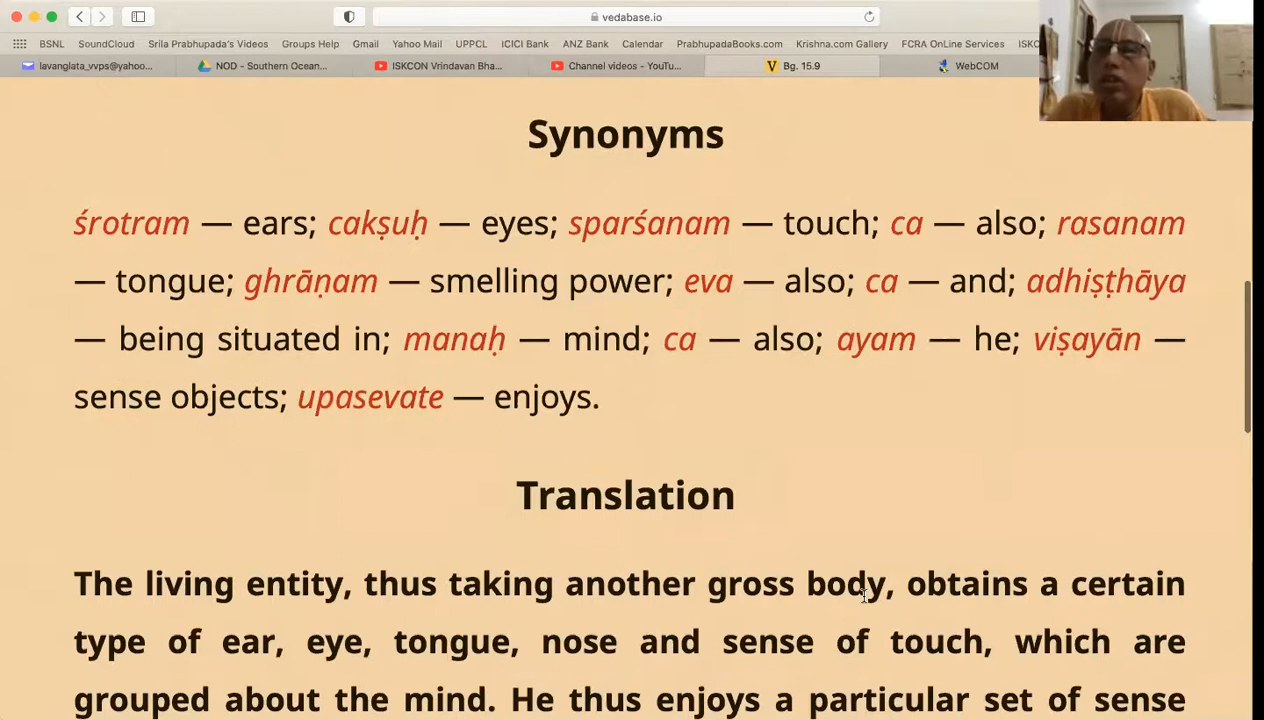 vedabase.io
BSNL SoundCloud Srila Prabhupada's Videos Groups Help Gmail Yahoo Mail UPPCL ICICI Bank ANZ Bank Calendar PrabhupadaBooks.com Krishna.com Gallery FCRA OnLine Services ISKC
lavanglata_vvps@yahoo... NOD - Southern Ocean... ISKCON Vrindavan Bha... Channel videos - YouTu... Bg. 15.9 WebCOM
Synonyms
śrotram — ears; cakṣuḥ — eyes; sparśanam — touch; ca — also; rasanam
— tongue; ghrāṇam — smelling power; eva — also; ca — and; adhiṣṭhāya
— being situated in; manaḥ — mind; ca — also; ayam — he; viṣayān —
sense objects; upasevate — enjoys.
Translation
The living entity, thus taking another gross body, obtains a certain
type of ear, eye, tongue, nose and sense of touch, which are
grouped about the mind. He thus enjoys a particular set of sense